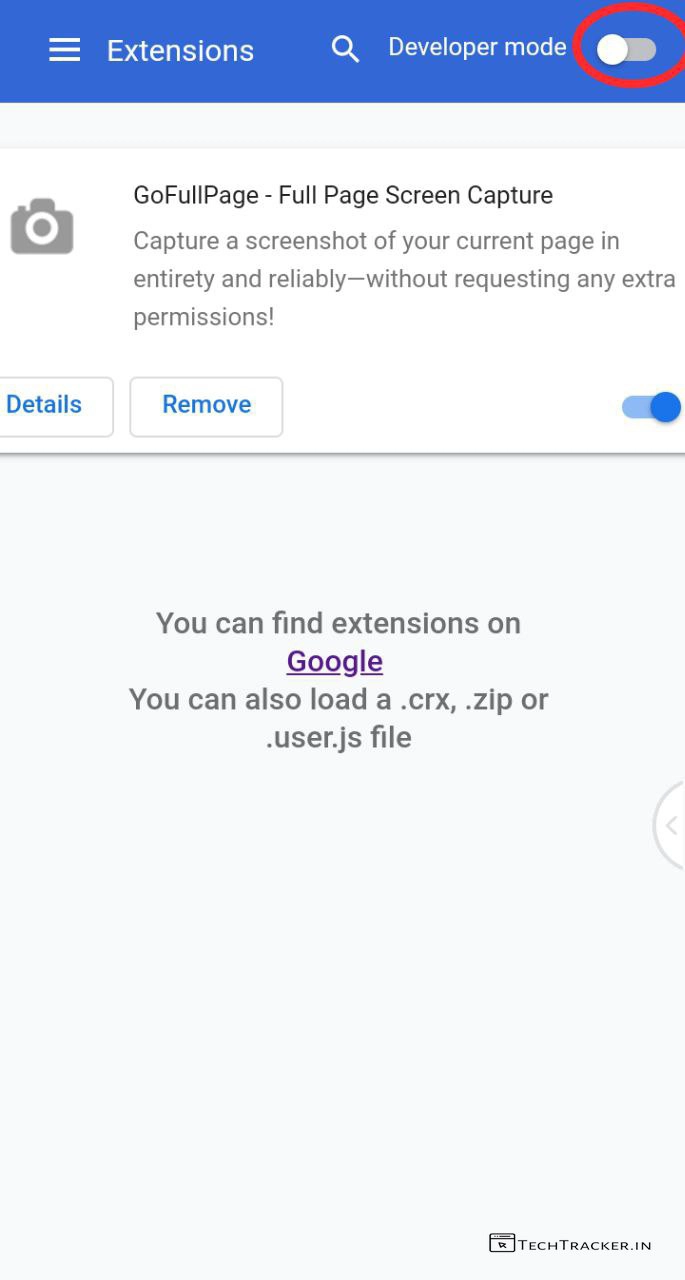 Extensions
Developer mode
GoFullPage - Full Page Screen Capture
Capture a screenshot of your current page in
entirety and reliably—without requesting any extra
permissions!
Details
Remove
You can find extensions on
Google
You can also load a .crx, .zip or
.user.js file
TECHTRACKER.IN